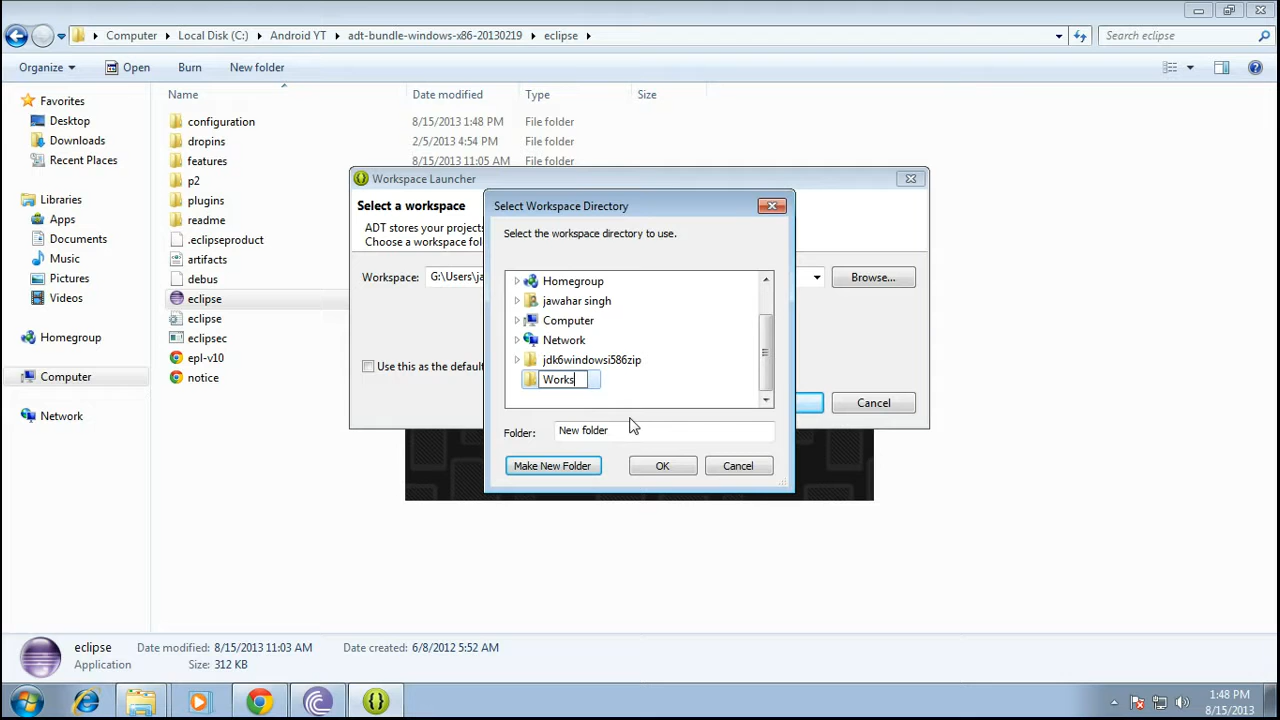 Computer Local Disk (C:) Android YT adt-bundle-windows-x86-20130219 eclipse Search eclipse
Organize Open Burn New folder
Name Date modified Type Size
Favorites
Desktop
Downloads
Recent Places
Libraries
Apps
Documents
Music
Pictures
Videos
Homegroup
Computer
Network
configuration 8/15/2013 1:48 PM File folder
dropins 2/5/2013 4:54 PM File folder
features 8/15/2013 11:05 AM File folder
p2
plugins
readme
.eclipseproduct
artifacts
debus
eclipse
eclipse
eclipsec
epl-v10
notice
Workspace Launcher
Select a workspace
ADT stores your projects
Choose a workspace fol
Workspace: G:\Users\ja Browse...
Use this as the default
Cancel
Select Workspace Directory
Select the workspace directory to use.
Homegroup
jawahar singh
Computer
Network
jdk6windowsi586zip
Works
Folder: New folder
Make New Folder OK Cancel
eclipse Date modified: 8/15/2013 11:03 AM Date created: 6/8/2012 5:52 AM
Application Size: 312 KB
1:48 PM
8/15/2013